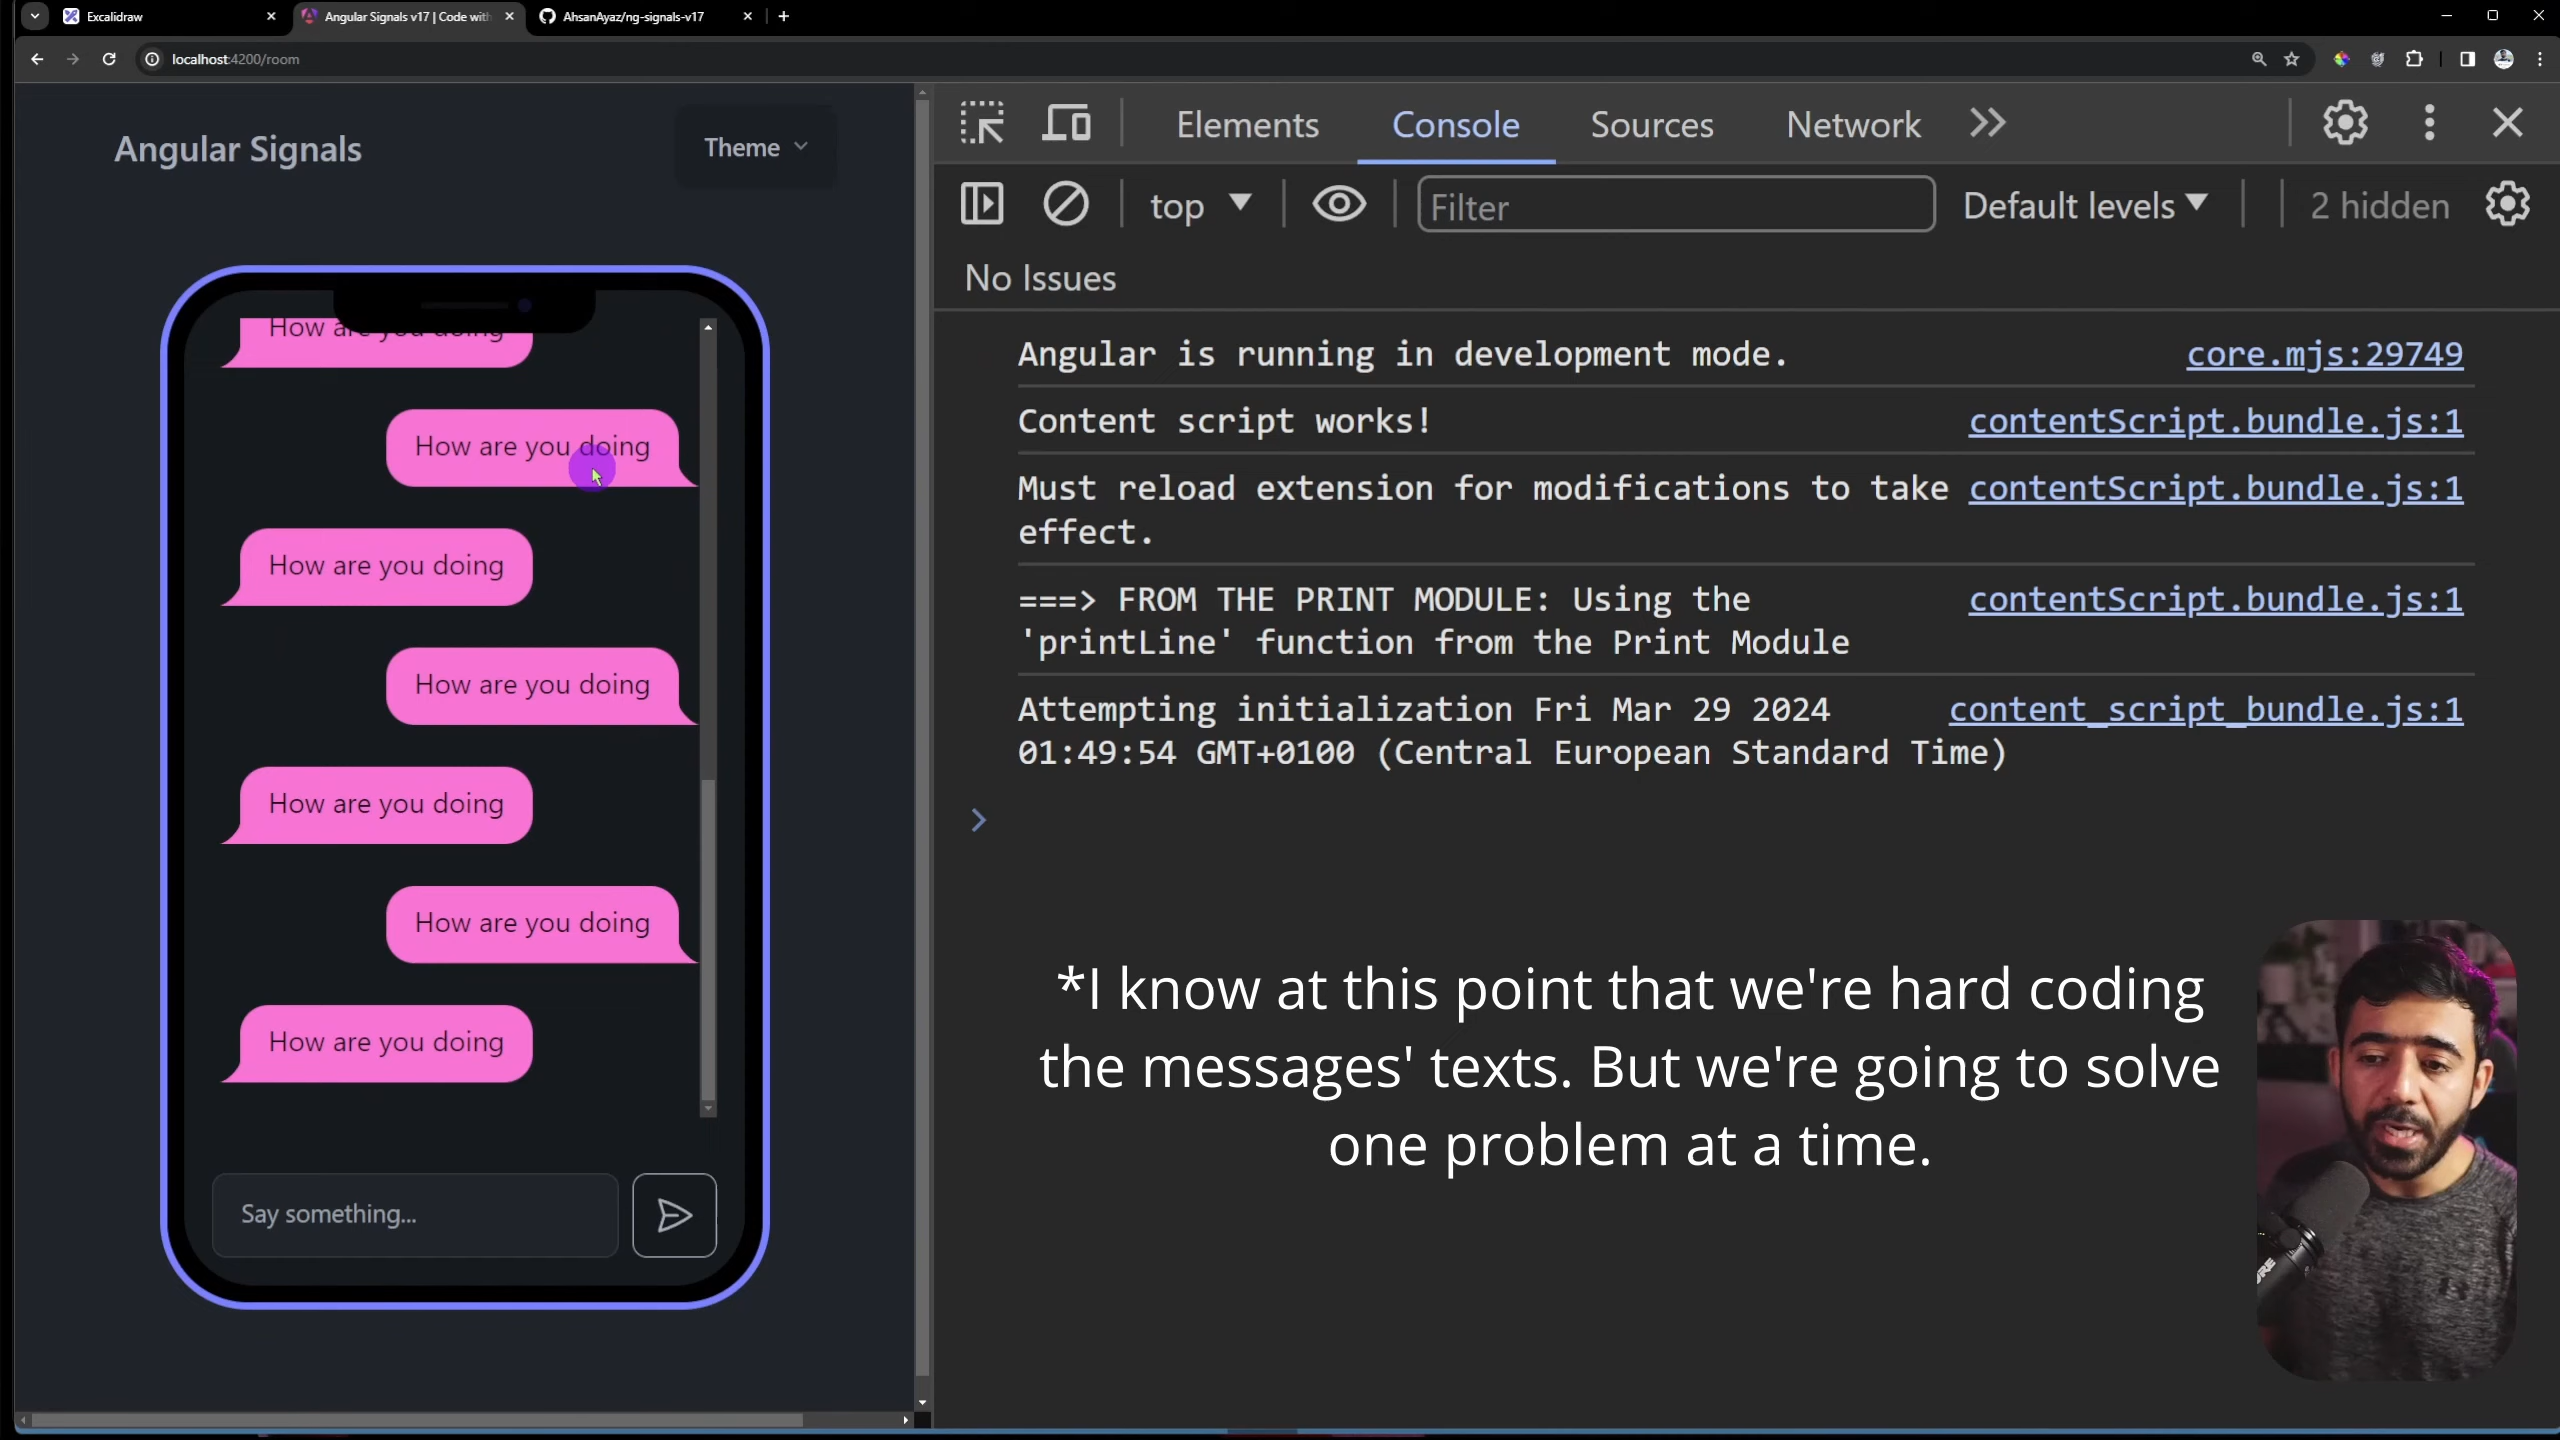 Excalidraw
Angular Signals v17 | Code with
AhsanAyaz/ng-signals-v17
localhost:4200/room
Angular Signals
Theme
How are you doing
How are you doing
How are you doing
How are you doing
How are you doing
How are you doing
How are you doing
Say something...
Elements
Console
Sources
Network
top
Filter
Default levels
2 hidden
No Issues
Angular is running in development mode.
core.mjs:29749
Content script works!
contentScript.bundle.js:1
Must reload extension for modifications to take
contentScript.bundle.js:1
effect.
===> FROM THE PRINT MODULE: Using the
contentScript.bundle.js:1
'printLine' function from the Print Module
Attempting initialization Fri Mar 29 2024
content_script_bundle.js:1
01:49:54 GMT+0100 (Central European Standard Time)
*I know at this point that we're hard coding
the messages' texts. But we're going to solve
one problem at a time.